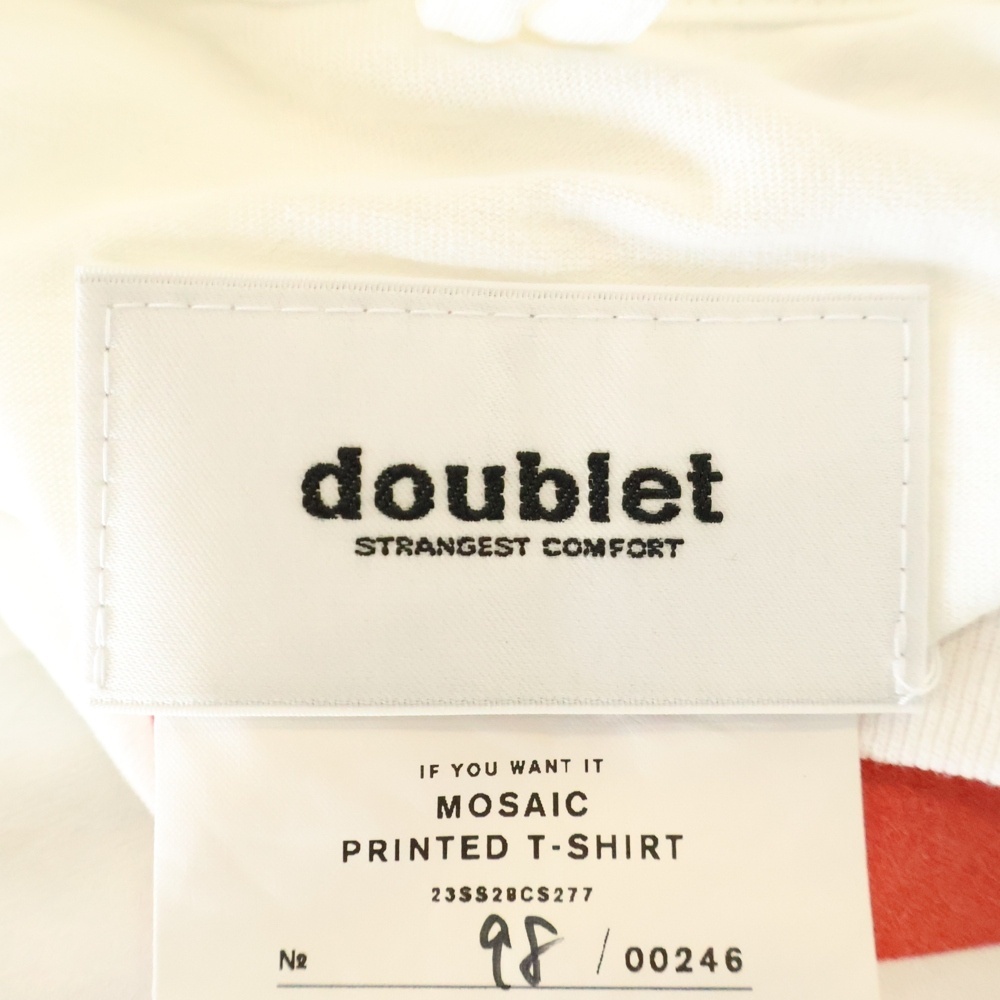 doublet
STRANGEST COMFORT
IF YOU WANT IT
MOSAIC
PRINTED T-SHIRT
23SS28CS277
№ 98 / 00246